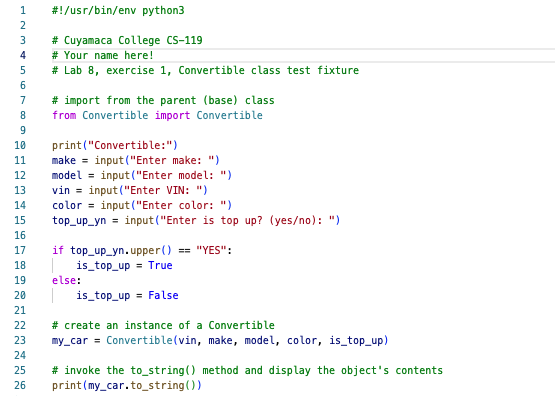 1 #!/usr/bin/env python3
2
3 # Cuyamaca College CS-119
4 # Your name here!
5 # Lab 8, exercise 1, Convertible class test fixture
6
7 # import from the parent (base) class
8 from Convertible import Convertible
9
10 print("Convertible:")
11 make = input("Enter make: ")
12 model = input("Enter model: ")
13 vin = input("Enter VIN: ")
14 color = input("Enter color: ")
15 top_up_yn = input("Enter is top up? (yes/no): ")
16
17 if top_up_yn.upper() == "YES":
18     is_top_up = True
19 else:
20     is_top_up = False
21
22 # create an instance of a Convertible
23 my_car = Convertible(vin, make, model, color, is_top_up)
24
25 # invoke the to_string() method and display the object's contents
26 print(my_car.to_string())